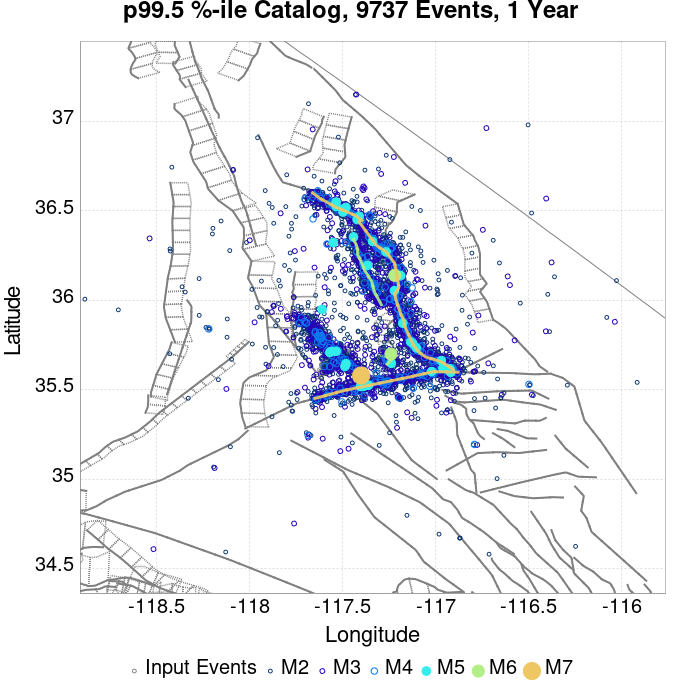 p99.5 %-ile Catalog, 9737 Events, 1 Year
37
36.5
36
35.5
35
34.5
Latitude
-118.5 -118 -117.5 -117 -116.5 -116
Longitude
Input Events M2 M3 M4 M5 M6 M7